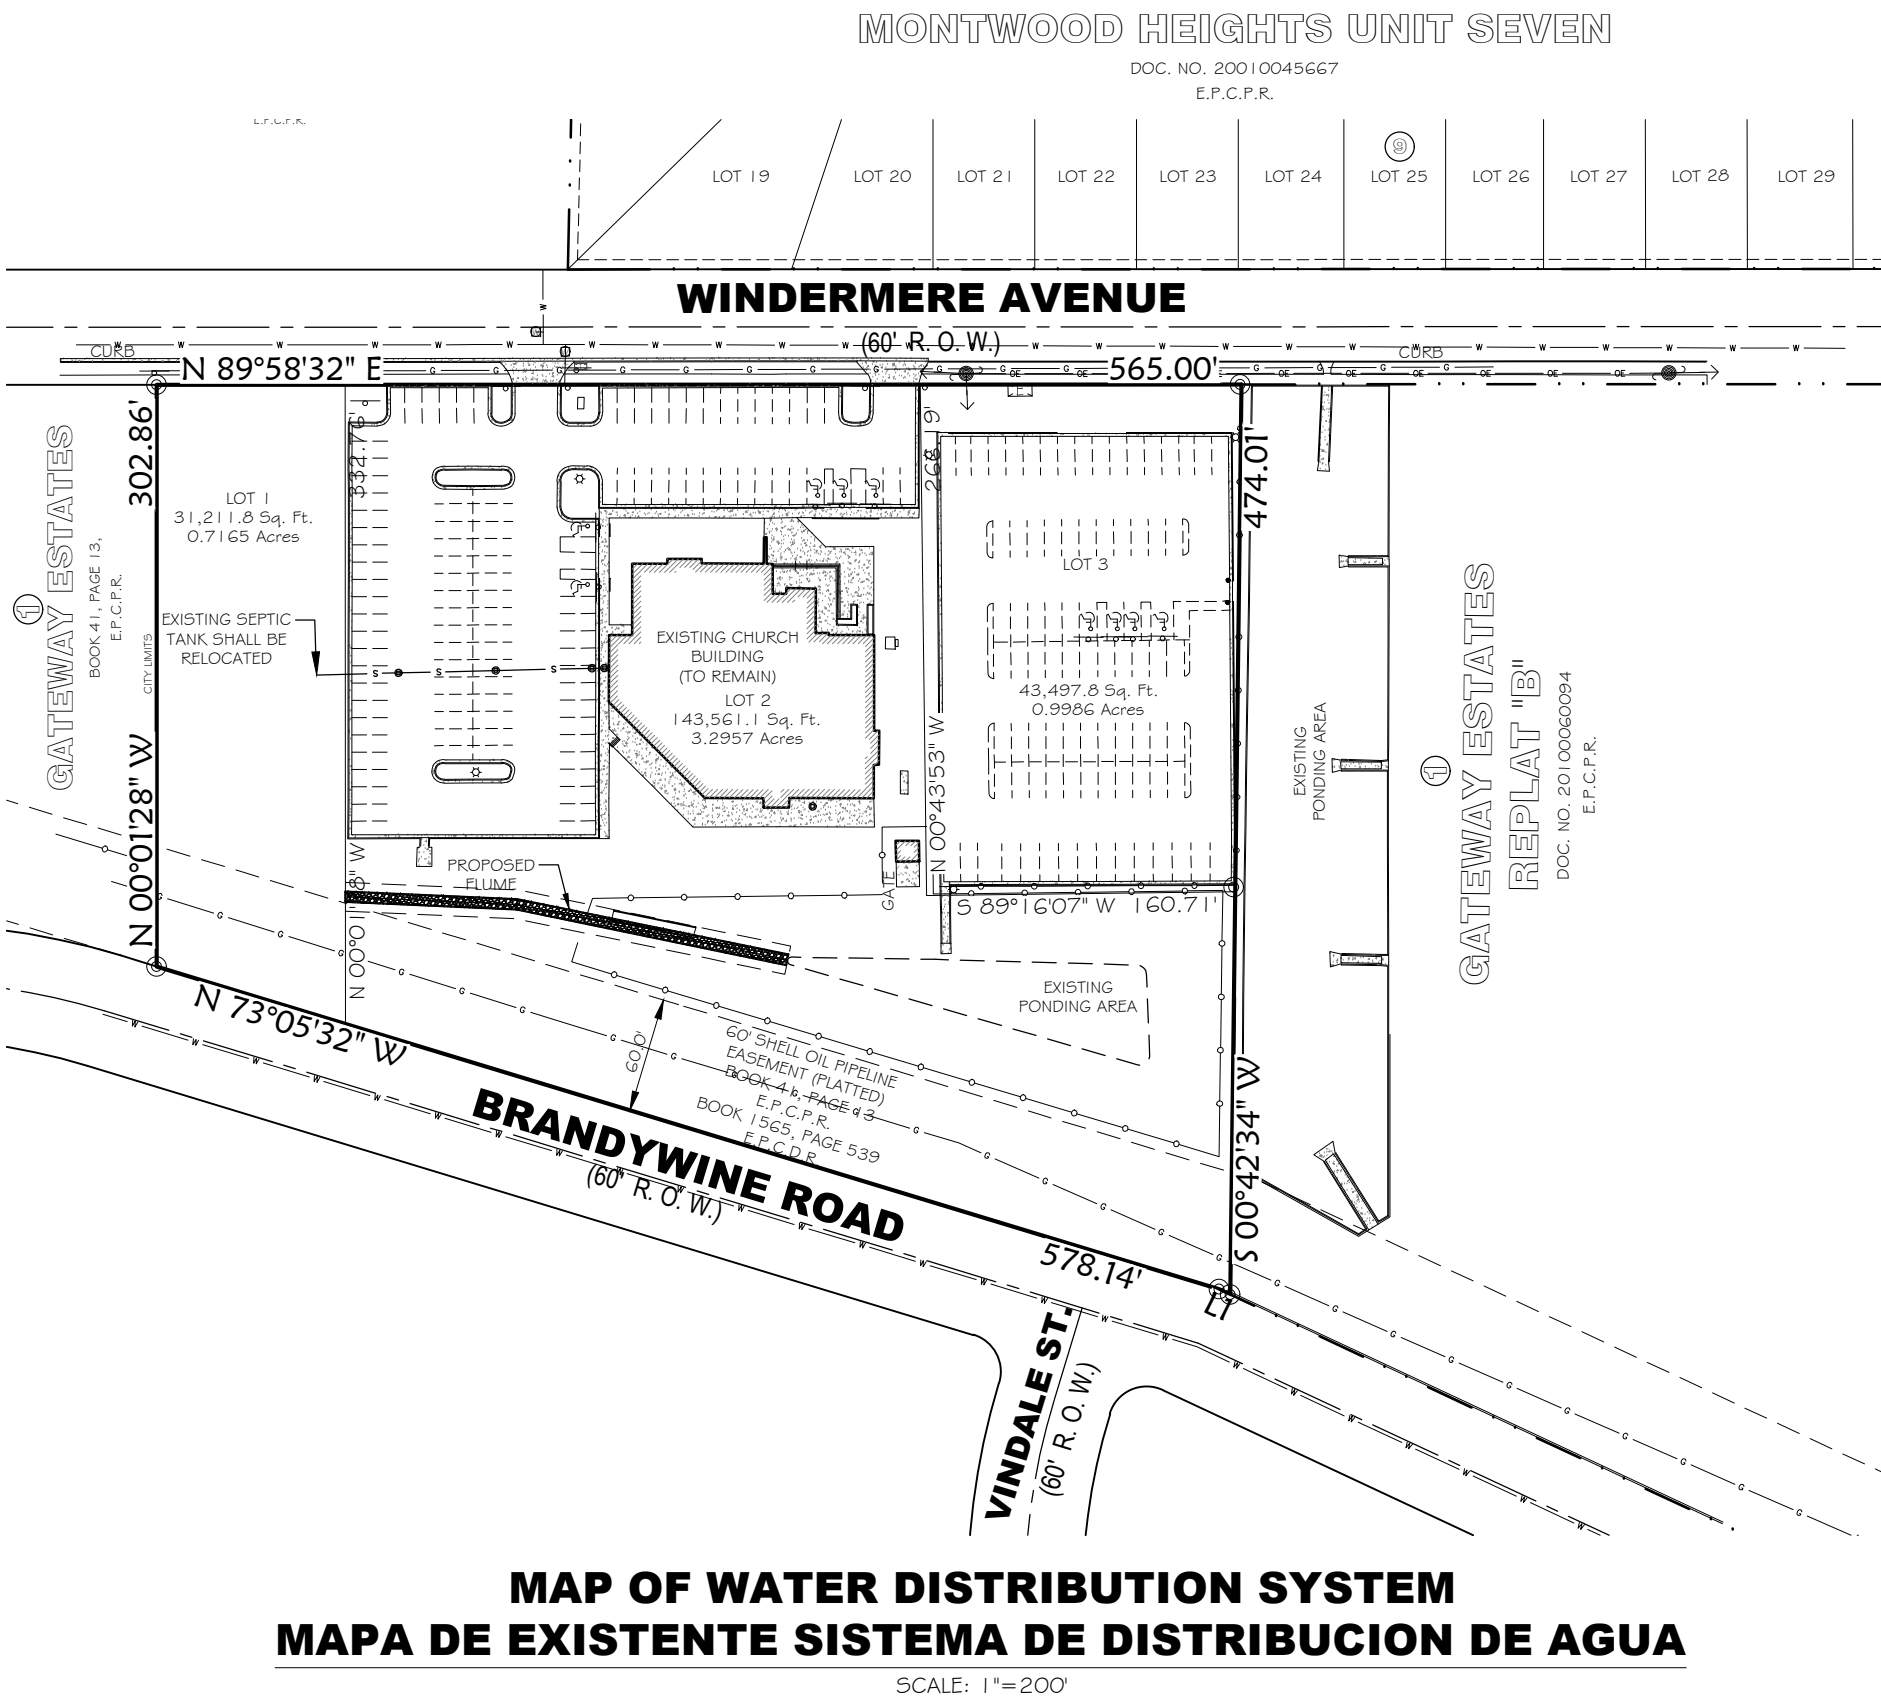 MONTWOOD HEIGHTS UNIT SEVEN
DOC. NO. 20010045667
E.P.C.P.R.
E.P.C.P.R.
9
LOT 19
LOT 20
LOT 21
LOT 22
LOT 23
LOT 24
LOT 25
LOT 26
LOT 27
LOT 28
LOT 29
WINDERMERE AVENUE
(60' R. O. W.)
CURB
CURB
N 89°58'32" E
565.00'
302.86'
N 00°01'28" W
332.76'
474.01'
S 00°42'34" W
GATEWAY ESTATES
1
BOOK 41, PAGE 13,
E.P.C.P.R.
CITY LIMITS
LOT 1
31,211.8 Sq. Ft.
0.7165 Acres
EXISTING SEPTIC
TANK SHALL BE
RELOCATED
EXISTING CHURCH
BUILDING
(TO REMAIN)
LOT 2
143,561.1 Sq. Ft.
3.2957 Acres
LOT 3
43,497.8 Sq. Ft.
0.9986 Acres
N 00°43'53" W
EXISTING
PONDING AREA
1
GATEWAY ESTATES
REPLAT "B"
DOC. NO. 20100060094
E.P.C.P.R.
PROPOSED
FLUME
GATE
S 89°16'07" W 160.71'
EXISTING
PONDING AREA
N 73°05'32" W
60.0'
60' SHELL OIL PIPELINE
EASEMENT (PLATTED)
BOOK 41, PAGE 13
E.P.C.P.R.
BOOK 1565, PAGE 539
E.P.C.D.R.
BRANDYWINE ROAD
(60' R. O. W.)
578.14'
L1
VINDALE ST.
(60' R. O. W.)
MAP OF WATER DISTRIBUTION SYSTEM
MAPA DE EXISTENTE SISTEMA DE DISTRIBUCION DE AGUA
SCALE: 1"=200'